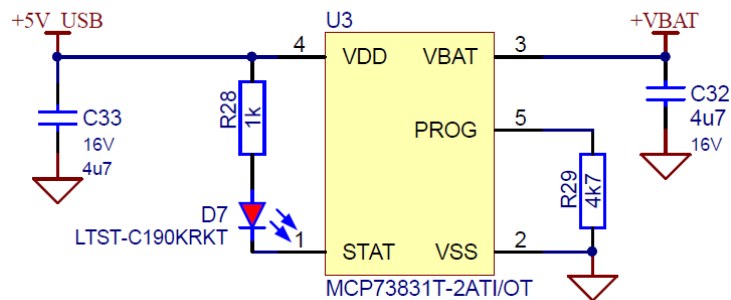 +5V_USB
U3
+VBAT
4
VDD
VBAT
3
C33
16V
4u7
R28
1k
PROG
5
C32
4u7
16V
R29
4k7
D7
LTST-C190KRKT
1
STAT
VSS
2
MCP73831T-2ATI/OT